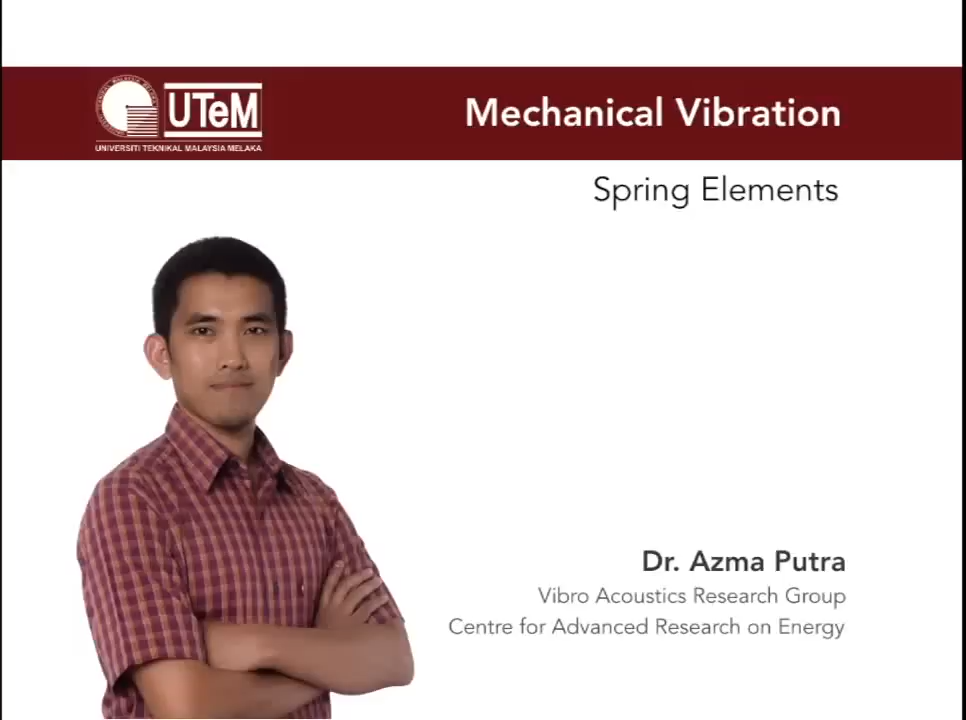 UTeM
UNIVERSITI TEKNIKAL MALAYSIA MELAKA
Mechanical Vibration
Spring Elements
Dr. Azma Putra
Vibro Acoustics Research Group
Centre for Advanced Research on Energy